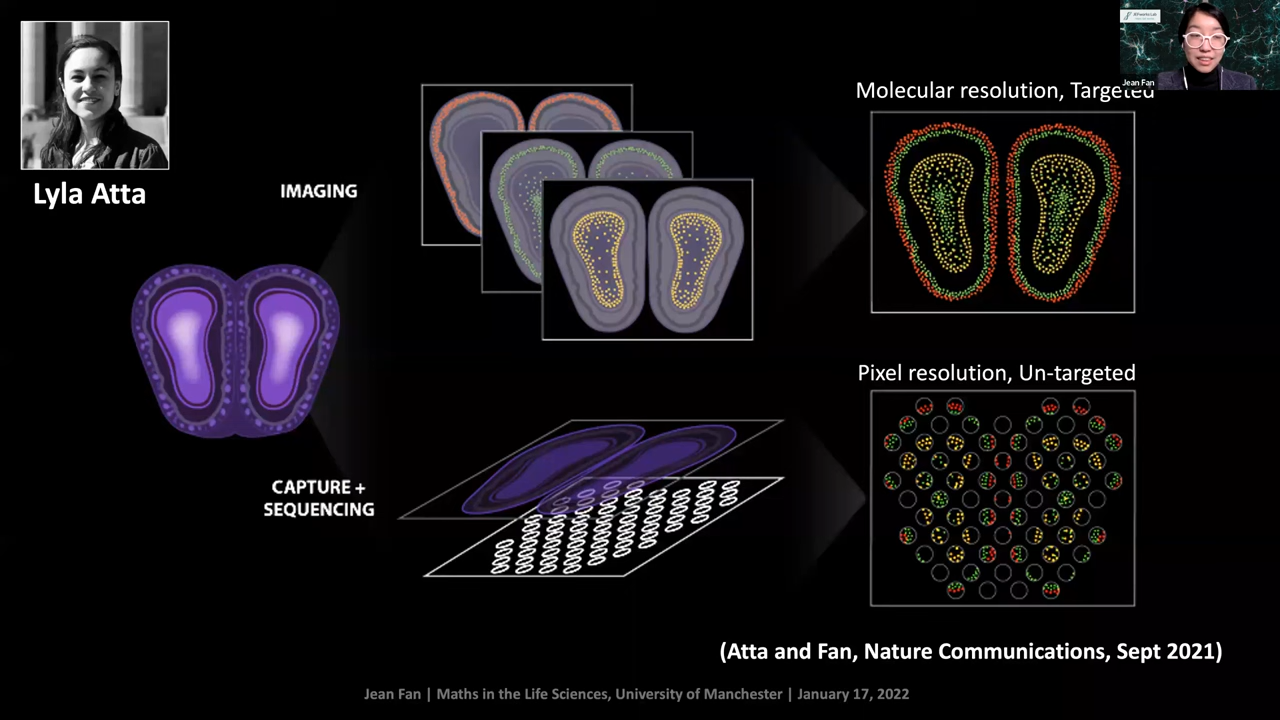 Lyla Atta
IMAGING
CAPTURE +
SEQUENCING
Molecular resolution, Targeted
Pixel resolution, Un-targeted
Jean Fan
(Atta and Fan, Nature Communications, Sept 2021)
Jean Fan | Maths in the Life Sciences, University of Manchester | January 17, 2022